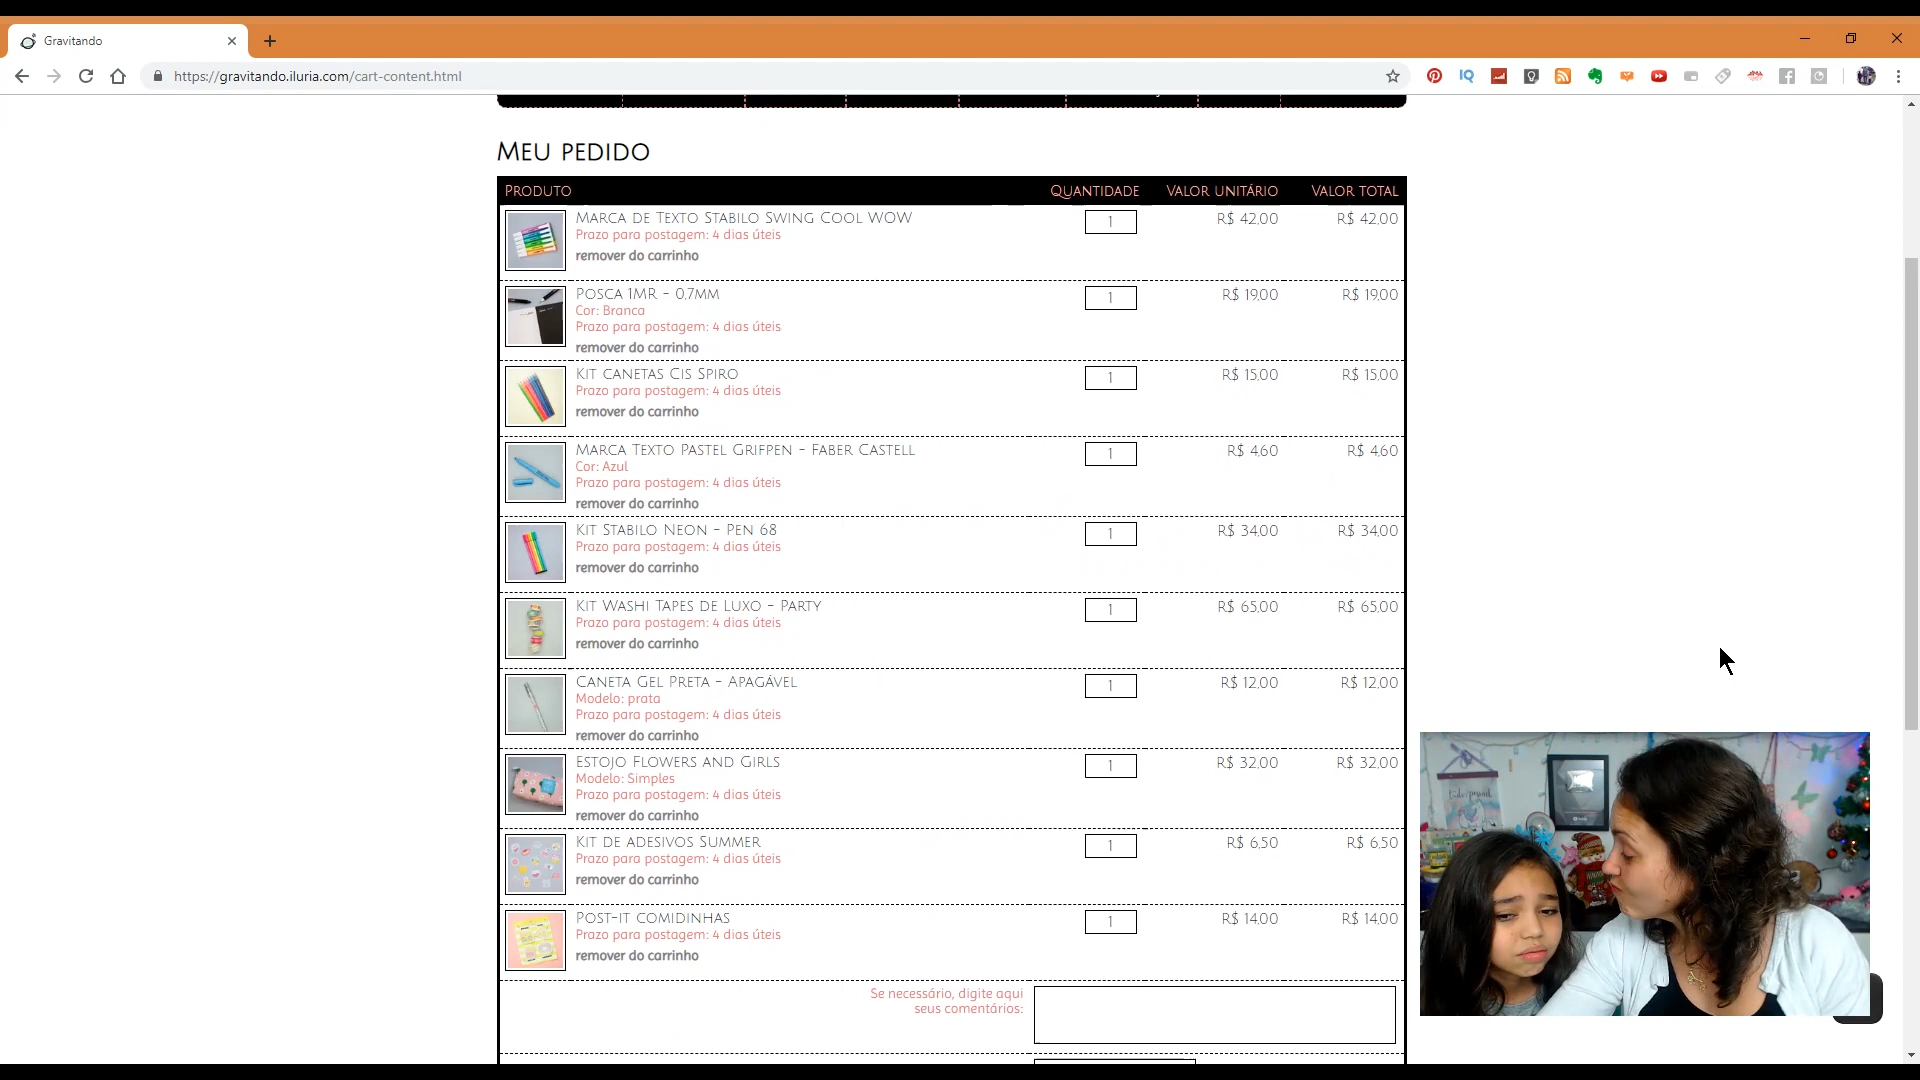 Gravitando
https://gravitando.iluria.com/cart-content.html
Meu pedido
Produto Quantidade Valor unitário Valor total
Marca de Texto Stabilo Swing Cool WOW 1 R$ 42,00 R$ 42,00
Prazo para postagem: 4 dias úteis
remover do carrinho
Posca 1MR - 0,7mm 1 R$ 19,00 R$ 19,00
Cor: Branca
Prazo para postagem: 4 dias úteis
remover do carrinho
Kit canetas Cis Spiro 1 R$ 15,00 R$ 15,00
Prazo para postagem: 4 dias úteis
remover do carrinho
Marca Texto Pastel Grifpen - Faber Castell 1 R$ 4,60 R$ 4,60
Cor: Azul
Prazo para postagem: 4 dias úteis
remover do carrinho
Kit Stabilo Neon - Pen 68 1 R$ 34,00 R$ 34,00
Prazo para postagem: 4 dias úteis
remover do carrinho
Kit Washi Tapes de Luxo - Party 1 R$ 65,00 R$ 65,00
Prazo para postagem: 4 dias úteis
remover do carrinho
Caneta Gel Preta - Apagável 1 R$ 12,00 R$ 12,00
Modelo: prata
Prazo para postagem: 4 dias úteis
remover do carrinho
Estojo Flowers and Girls 1 R$ 32,00 R$ 32,00
Modelo: Simples
Prazo para postagem: 4 dias úteis
remover do carrinho
Kit de adesivos Summer 1 R$ 6,50 R$ 6,50
Prazo para postagem: 4 dias úteis
remover do carrinho
Post-it comidinhas 1 R$ 14,00 R$ 14,00
Prazo para postagem: 4 dias úteis
remover do carrinho
Se necessário, digite aqui
seus comentários: